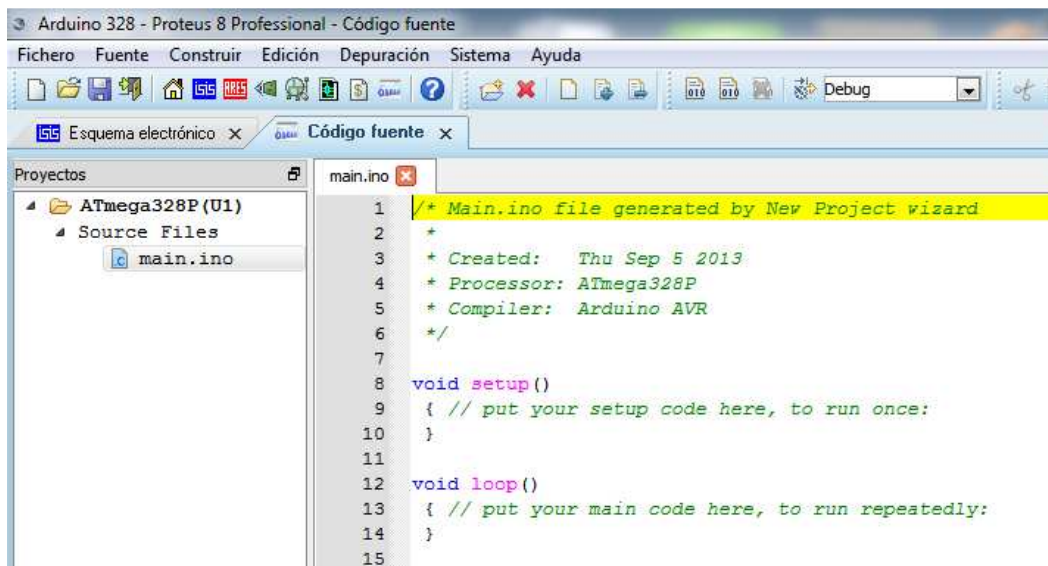 Arduino 328 - Proteus 8 Professional - Código fuente
Fichero Fuente Construir Edición Depuración Sistema Ayuda
Debug
Esquema electrónico Código fuente
Proyectos
main.ino
ATmega328P(U1)
Source Files
main.ino
1 /* Main.ino file generated by New Project wizard
2 *
3 * Created: Thu Sep 5 2013
4 * Processor: ATmega328P
5 * Compiler: Arduino AVR
6 */
7
8 void setup()
9 { // put your setup code here, to run once:
10 }
11
12 void loop()
13 { // put your main code here, to run repeatedly:
14 }
15